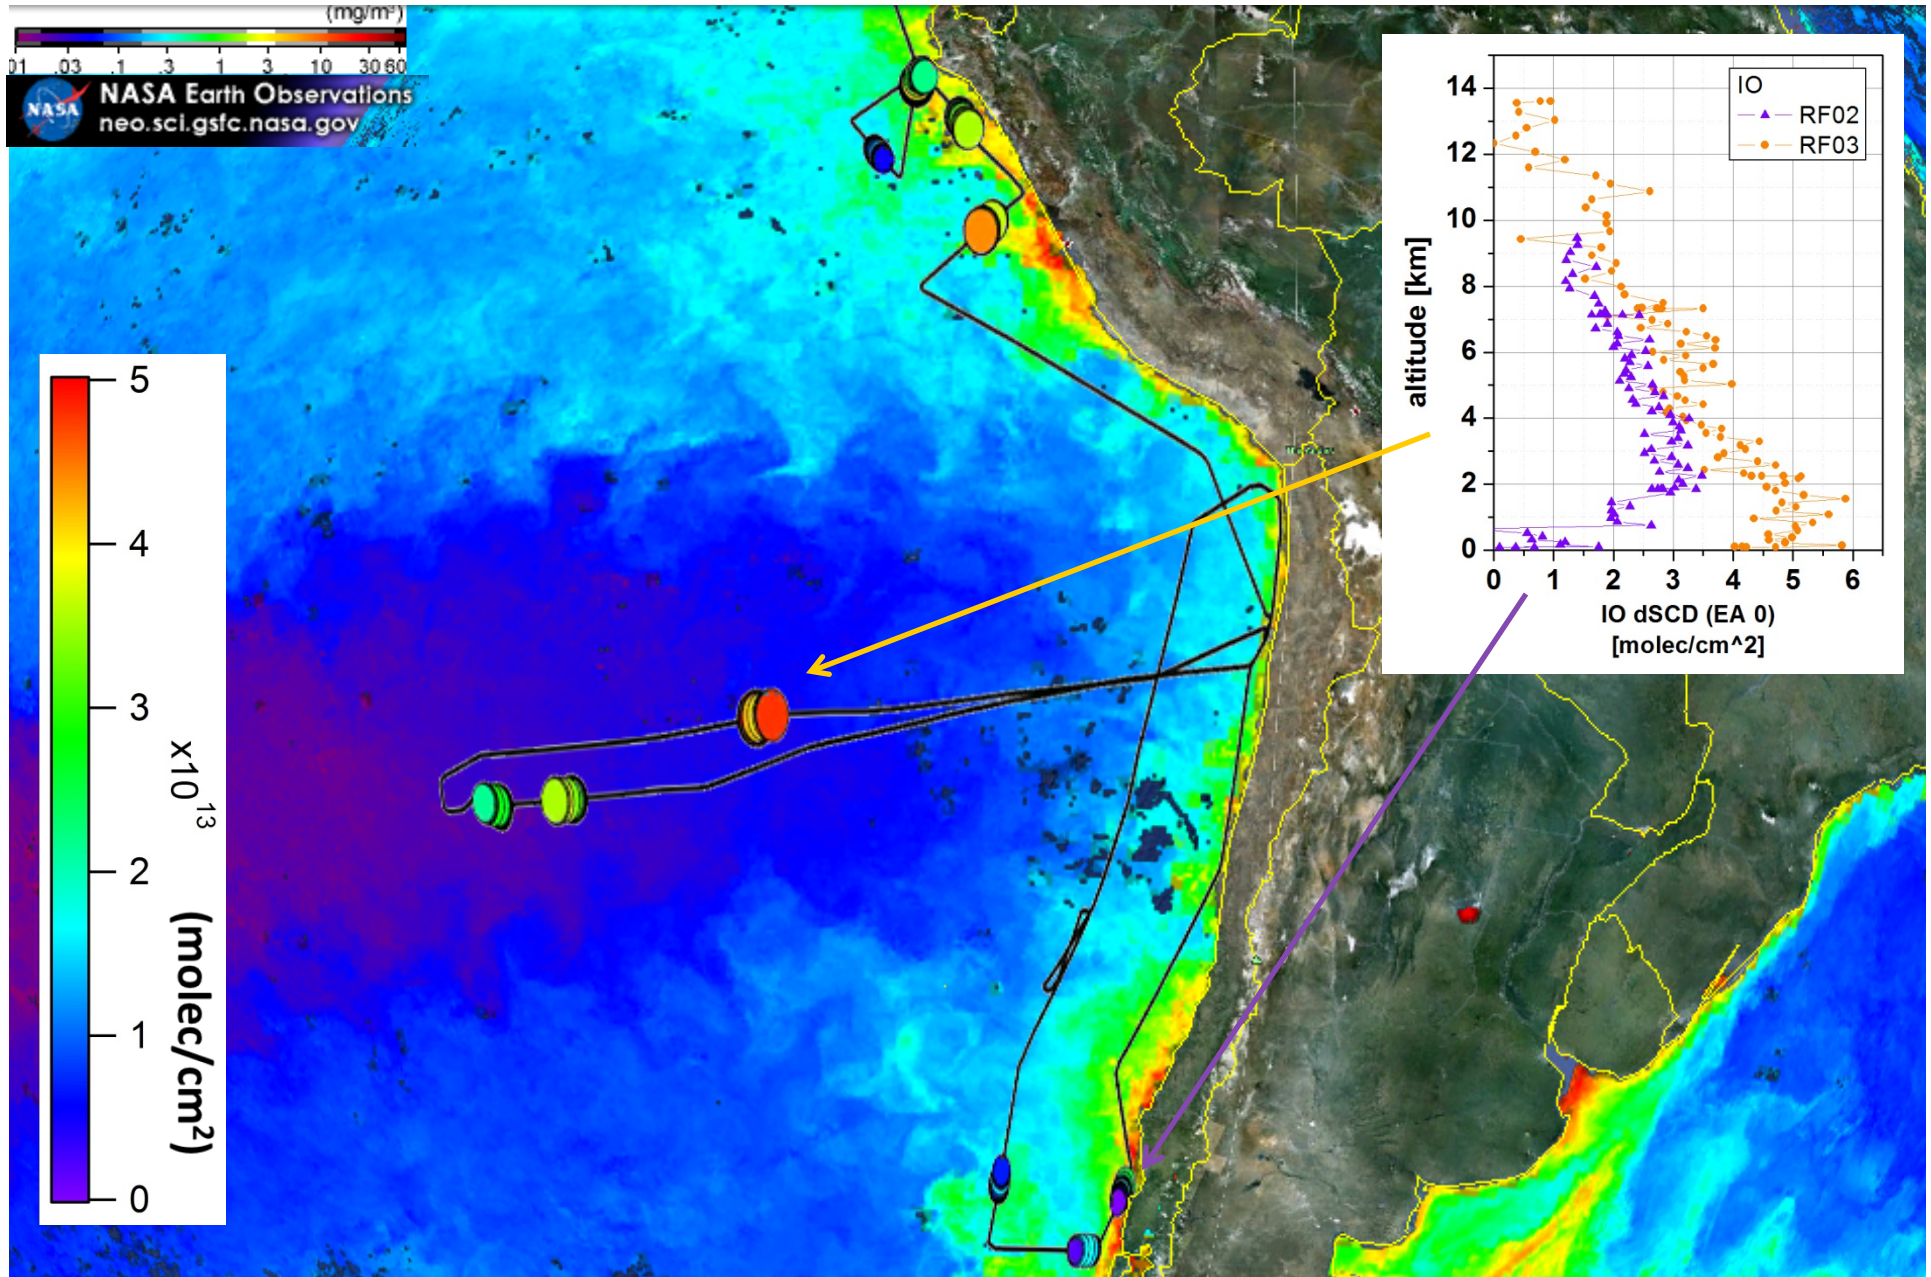 (mg/m³)
01 .03 .1 .3 1 3 10 30 60
NASA
NASA Earth Observations
neo.sci.gsfc.nasa.gov
5
4
3
2
1
0
x10¹³
(molec/cm²)
IO
RF02
RF03
14
12
10
8
6
4
2
0
altitude [km]
0 1 2 3 4 5 6
IO dSCD (EA 0)
[molec/cm^2]